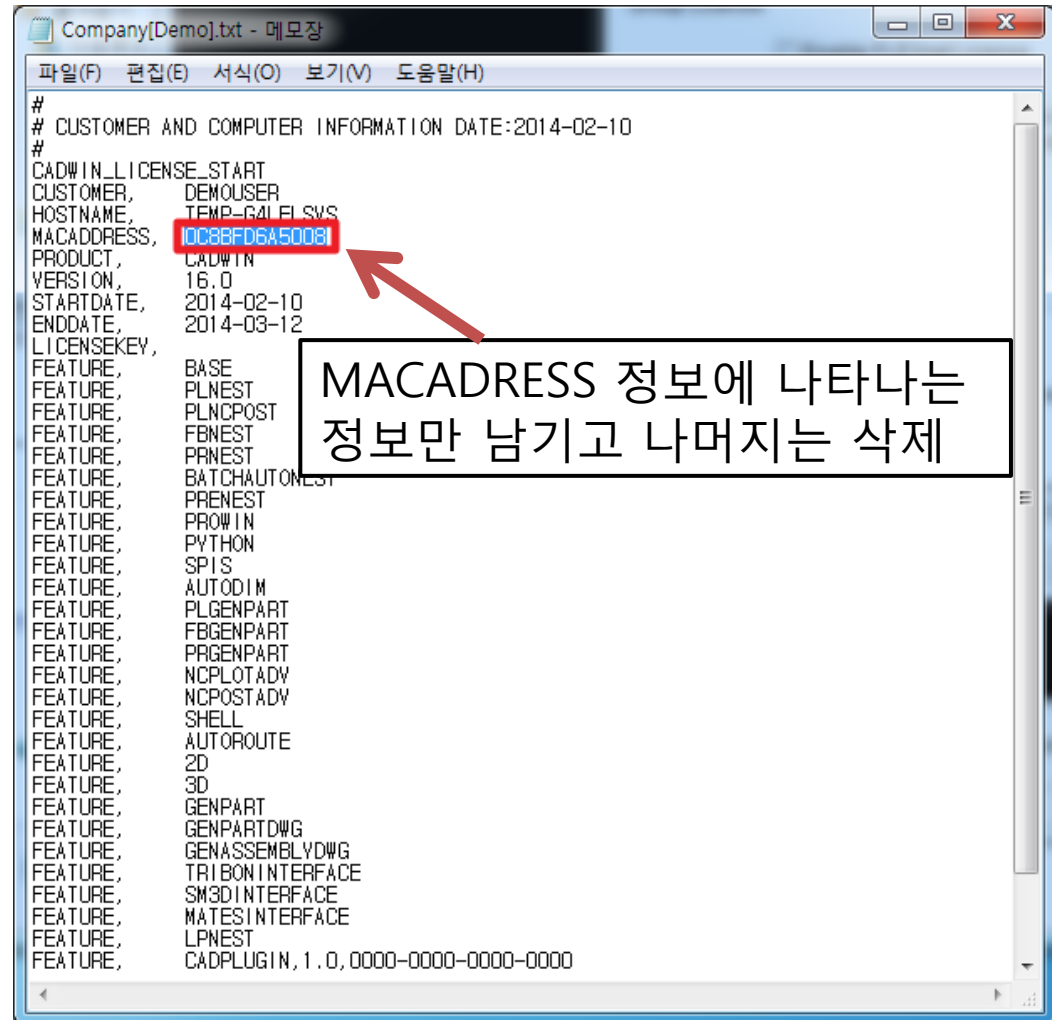 Company[Demo].txt - 메모장
파일(F) 편집(E) 서식(O) 보기(V) 도움말(H)
#
# CUSTOMER AND COMPUTER INFORMATION DATE:2014-02-10
#
CAD₩IN_LICENSE_START
CUSTOMER, DEMOUSER
HOSTNAME,
MACADDRESS, 0C8BFD6A5008
PRODUCT, CAD₩IN
VERSION, 16.0
STARTDATE, 2014-02-10
ENDDATE, 2014-03-12
LICENSEKEY,
FEATURE, BASE
FEATURE, PLNEST
FEATURE, PLNCPOST
FEATURE, FBNEST
FEATURE, PRNEST
FEATURE, BATCHAUTONEST
FEATURE, PRENEST
FEATURE, PROWIN
FEATURE, PYTHON
FEATURE, SPIS
FEATURE, AUTODIM
FEATURE, PLGENPART
FEATURE, FBGENPART
FEATURE, PRGENPART
FEATURE, NCPLOTADV
FEATURE, NCPOSTADV
FEATURE, SHELL
FEATURE, AUTOROUTE
FEATURE, 2D
FEATURE, 3D
FEATURE, GENPART
FEATURE, GENPARTDWG
FEATURE, GENASSEMBLYDWG
FEATURE, TRIBONINTERFACE
FEATURE, SM3DINTERFACE
FEATURE, MATESINTERFACE
FEATURE, LPNEST
FEATURE, CADPLUGIN,1.0,0000-0000-0000-0000
MACADRESS 정보에 나타나는
정보만 남기고 나머지는 삭제